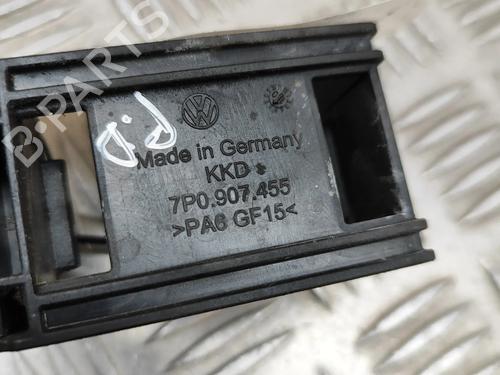 B-PARTS
P.D
Made in Germany
KKD
7P0.907.455
>PA6 GF15<